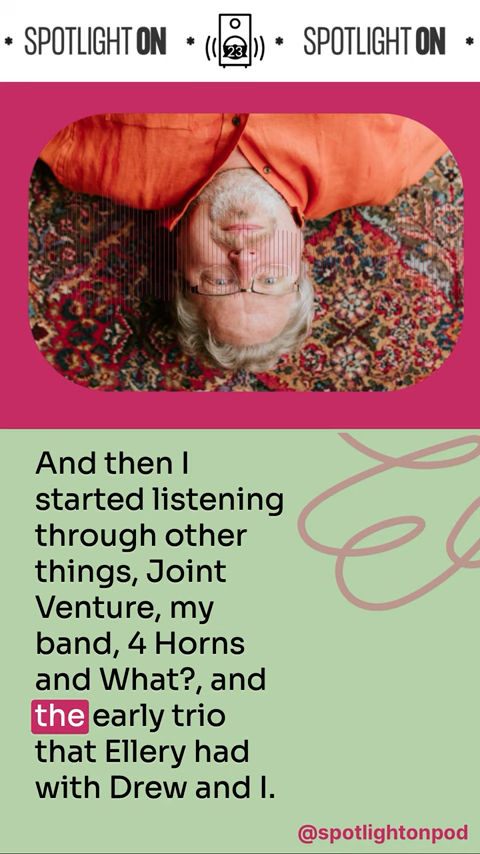 * SPOTLIGHT ON * 23 * SPOTLIGHT ON *
And then I
started listening
through other
things, Joint
Venture, my
band, 4 Horns
and What?, and
the early trio
that Ellery had
with Drew and I.
@spotlightonpod